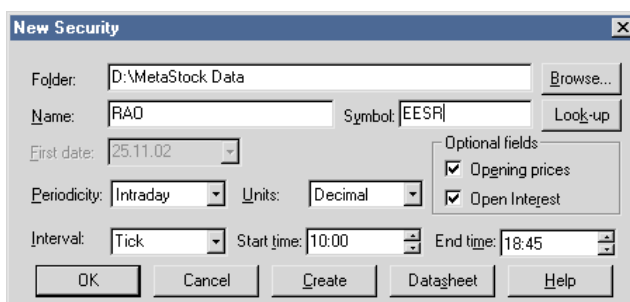 New Security
Folder: D:\MetaStock Data Browse...
Name: RAO Symbol: EESR Look-up
First date: 25.11.02 Optional fields
Opening prices
Periodicity: Intraday Units: Decimal Open Interest
Interval: Tick Start time: 10:00 End time: 18:45
OK Cancel Create Datasheet Help